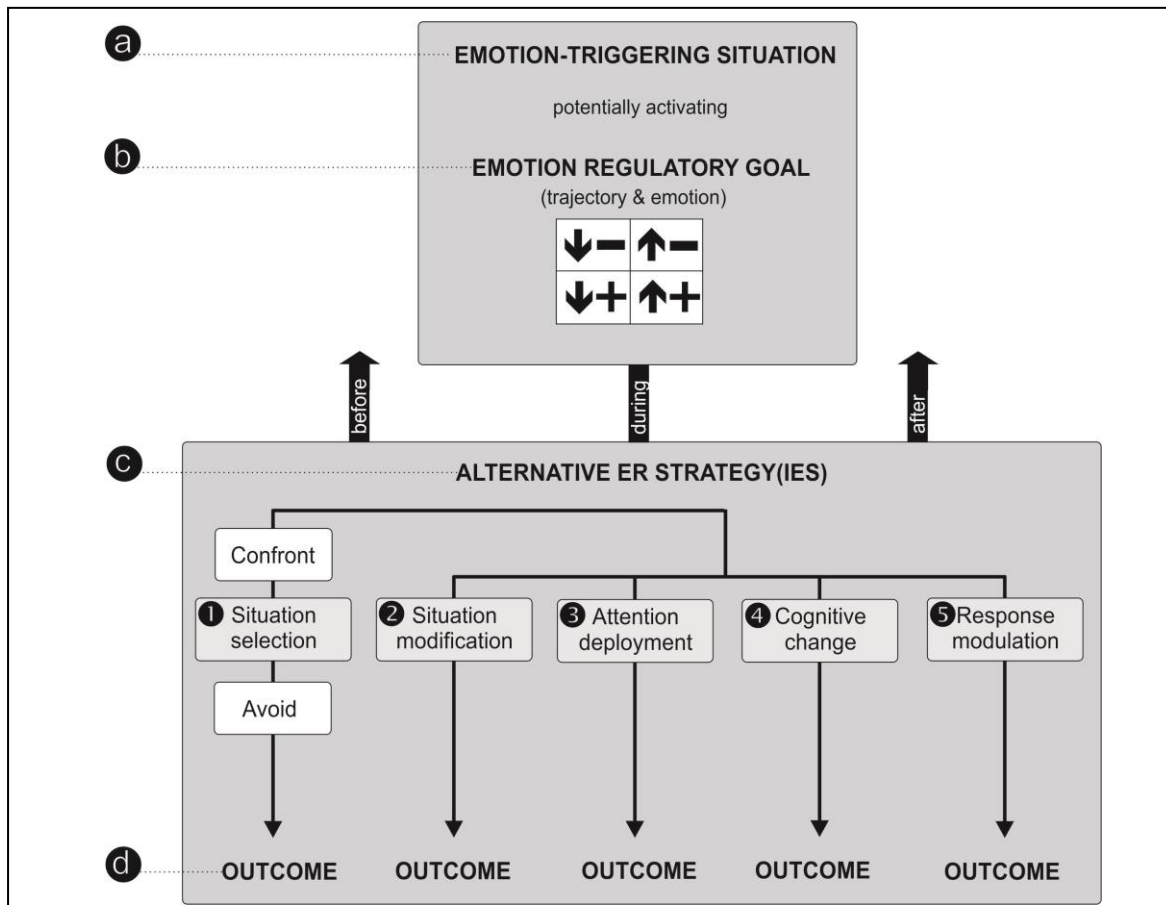 a
EMOTION-TRIGGERING SITUATION
potentially activating
b
EMOTION REGULATORY GOAL
(trajectory & emotion)
before
during
after
c
ALTERNATIVE ER STRATEGY(IES)
Confront
1 Situation
selection
2 Situation
modification
3 Attention
deployment
4 Cognitive
change
5 Response
modulation
Avoid
d
OUTCOME
OUTCOME
OUTCOME
OUTCOME
OUTCOME